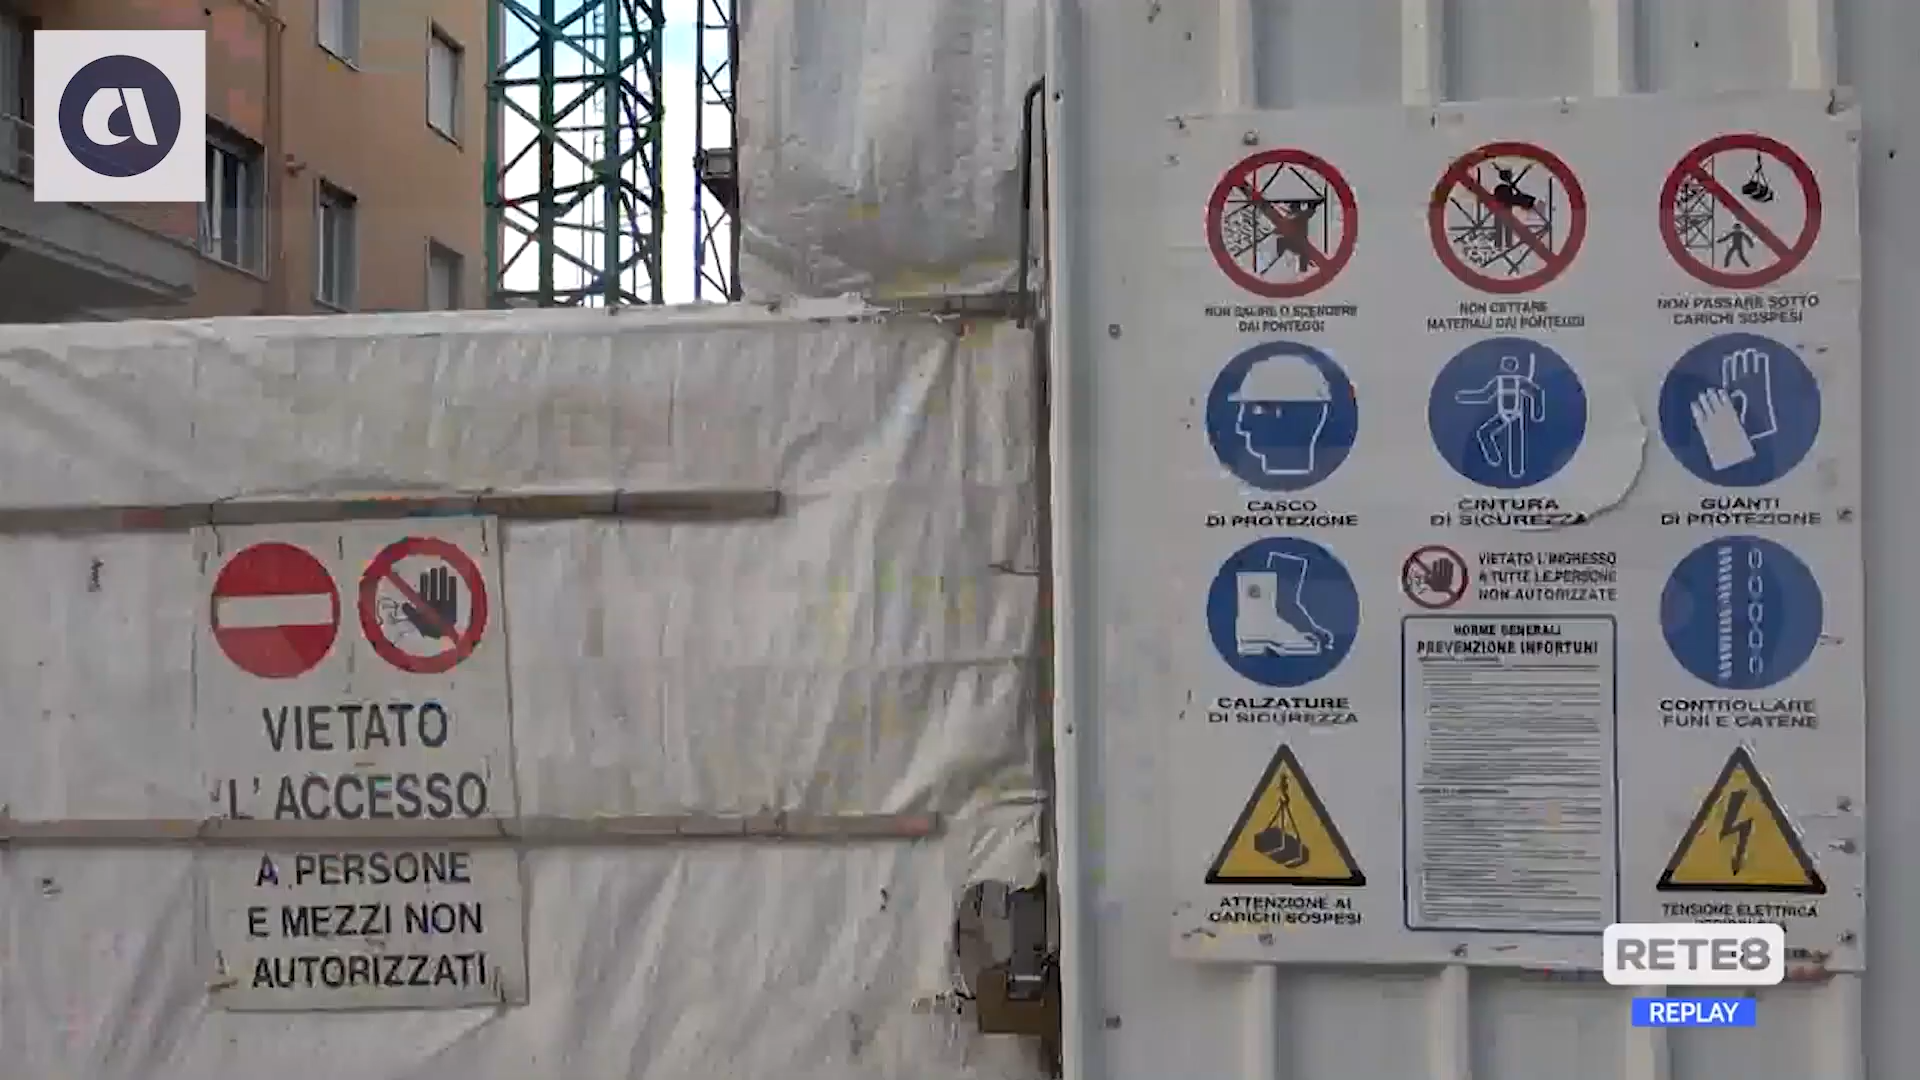 VIETATO
L'ACCESSO
A PERSONE
E MEZZI NON
AUTORIZZATI
NON SALIRE O SCENDERE
DAI PONTEGGI
NON GETTARE
MATERIALI DAI PONTEGGI
NON PASSARE SOTTO
CARICHI SOSPESI
CASCO
DI PROTEZIONE
CINTURA
DI SICUREZZA
GUANTI
DI PROTEZIONE
CALZATURE
DI SICUREZZA
VIETATO L'INGRESSO
A TUTTE LE PERSONE
NON AUTORIZZATE
NORME GENERALI
PREVENZIONE INFORTUNI
CONTROLLARE
FUNI E CATENE
ATTENZIONE AI
CARICHI SOSPESI
TENSIONE ELETTRICA
RETE8
REPLAY